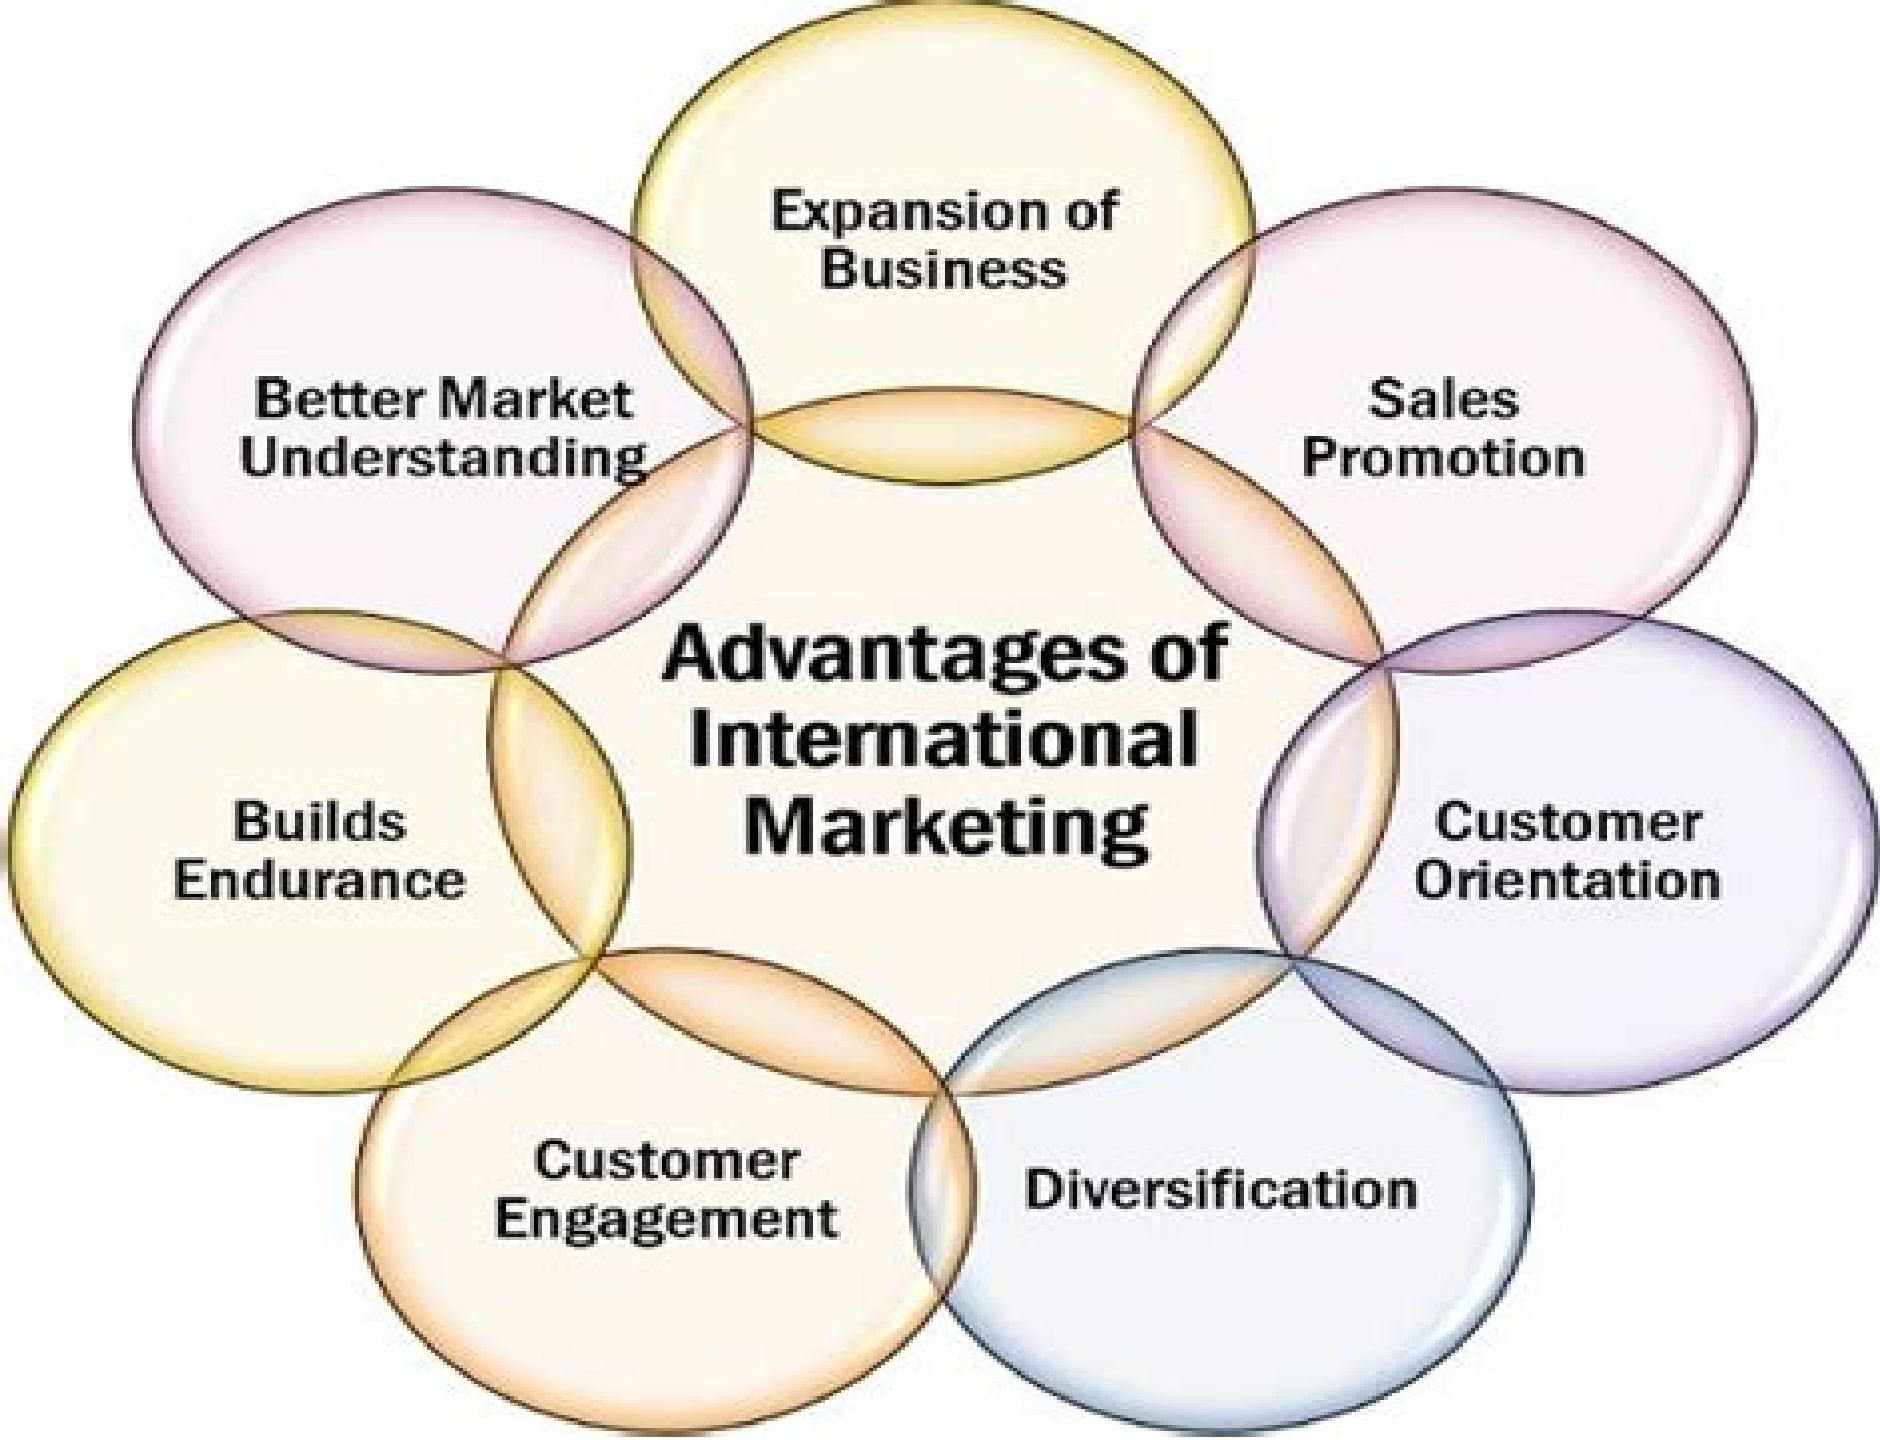 Expansion of
Business
Sales
Promotion
Customer
Orientation
Diversification
Customer
Engagement
Builds
Endurance
Better Market
Understanding
Advantages of
International
Marketing